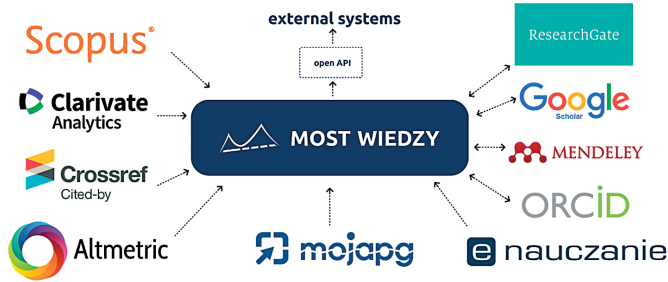 external systems
open API
Scopus®
ResearchGate
Clarivate
Analytics
Google
Scholar
MOST WIEDZY
Crossref
Cited-by
MENDELEY
ORCID
Altmetric
mojapg
e nauczanie